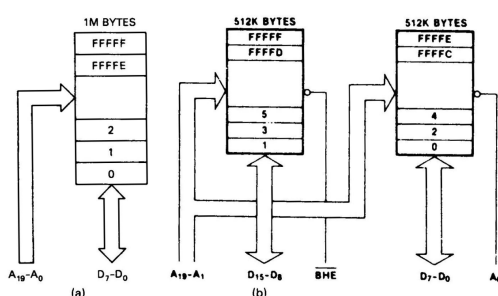 1M BYTES
FFFFF
FFFFE
2
1
0
A19-A0
D7-D0
(a)
512K BYTES
FFFFF
FFFFD
5
3
1
A19-A1
D15-D8
BHE
(b)
512K BYTES
FFFFE
FFFFC
4
2
0
D7-D0